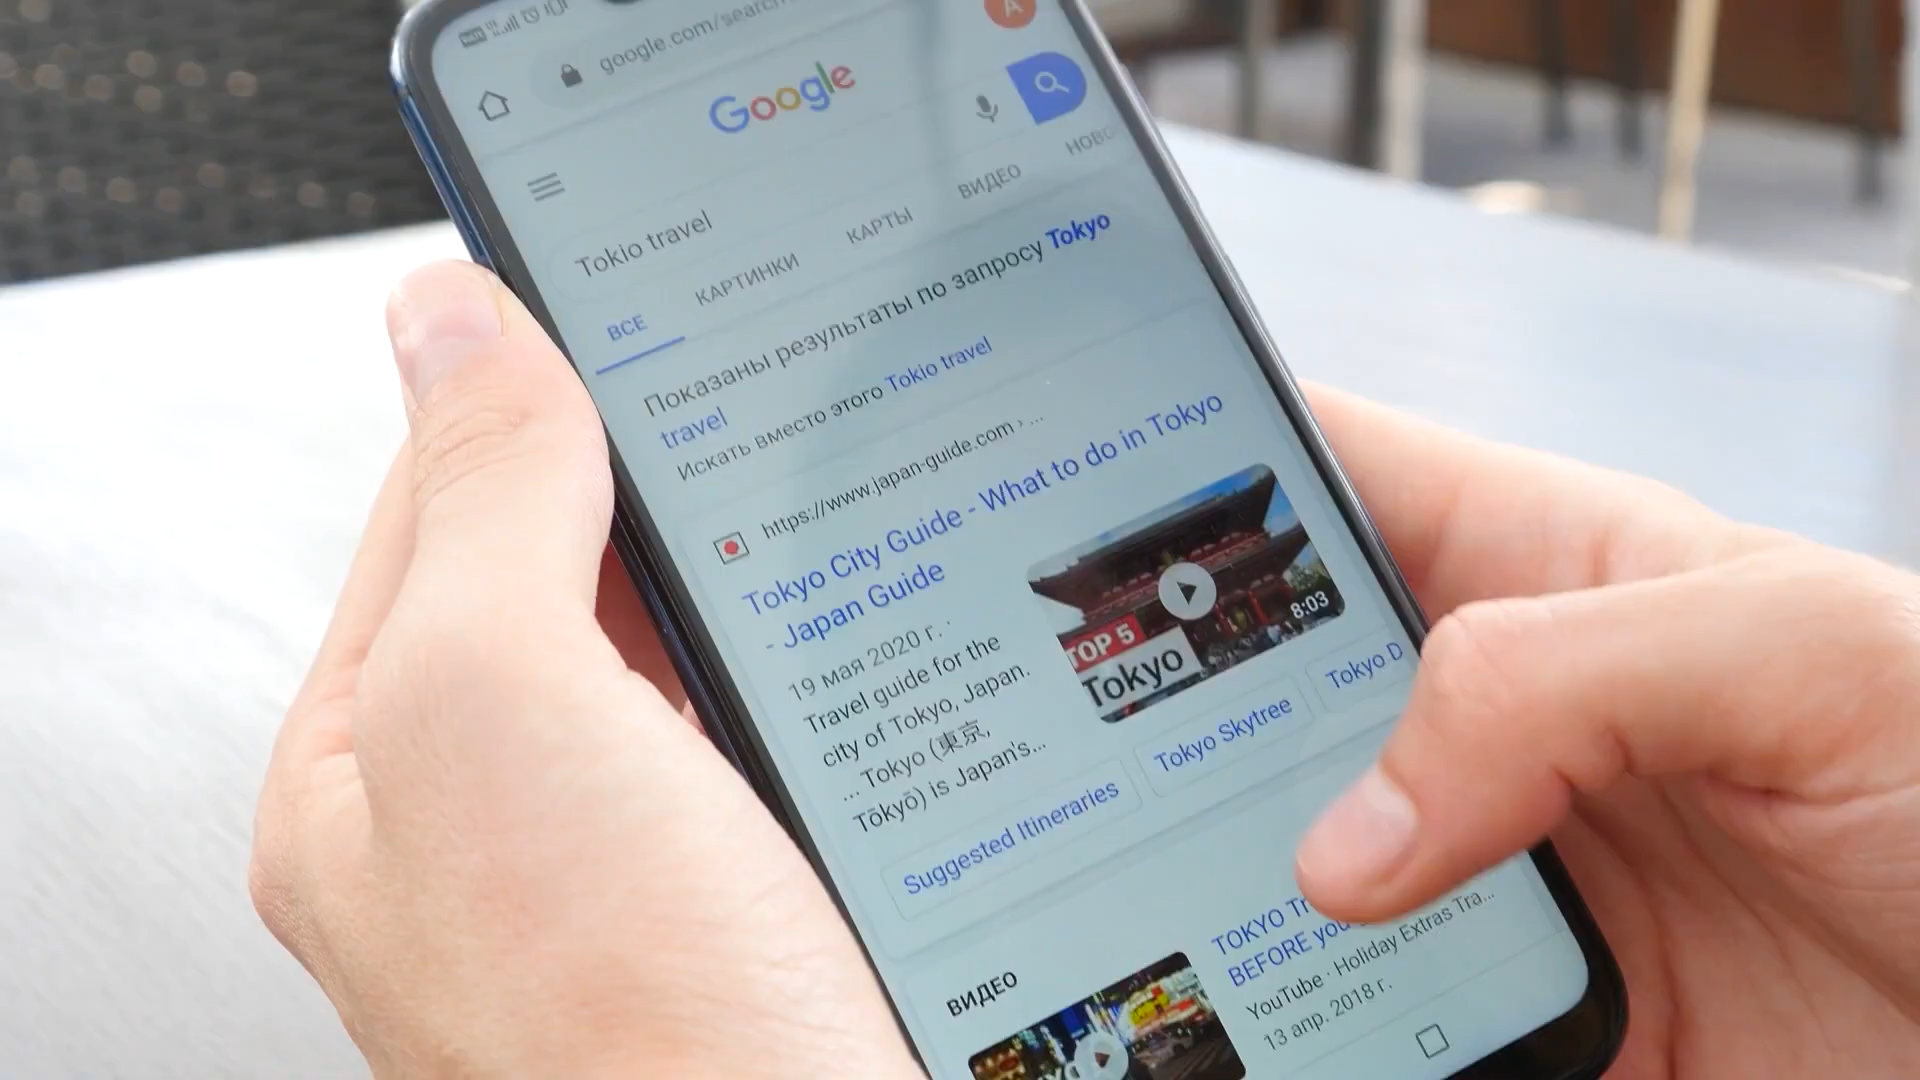 google.com/search
A
Google
Tokio travel
ВСЕ КАРТИНКИ КАРТЫ ВИДЕО
Показаны результаты по запросу Tokyo
travel
Искать вместо этого Tokio travel
https://www.japan-guide.com › ...
Tokyo City Guide - What to do in Tokyo
- Japan Guide
19 мая 2020 г. ·
Travel guide for the
city of Tokyo, Japan.
... Tokyo (東京,
Tōkyō) is Japan's...
TOP 5
Tokyo
8:03
Suggested Itineraries
Tokyo Skytree
Tokyo D
ВИДЕО
TOKYO
BEFORE
YouTube · Holiday Extras Tra...
13 апр. 2018 г.